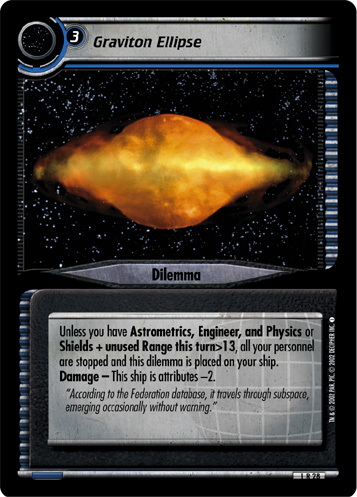 3
Graviton Ellipse
Dilemma
Unless you have Astrometrics, Engineer, and Physics or
Shields + unused Range this turn>13, all your personnel
are stopped and this dilemma is placed on your ship.
Damage – This ship is attributes –2.
"According to the Federation database, it travels through subspace,
emerging occasionally without warning."
TM & © 2002 PAR. PIC. © 2002 DECIPHER INC.
1 R 28